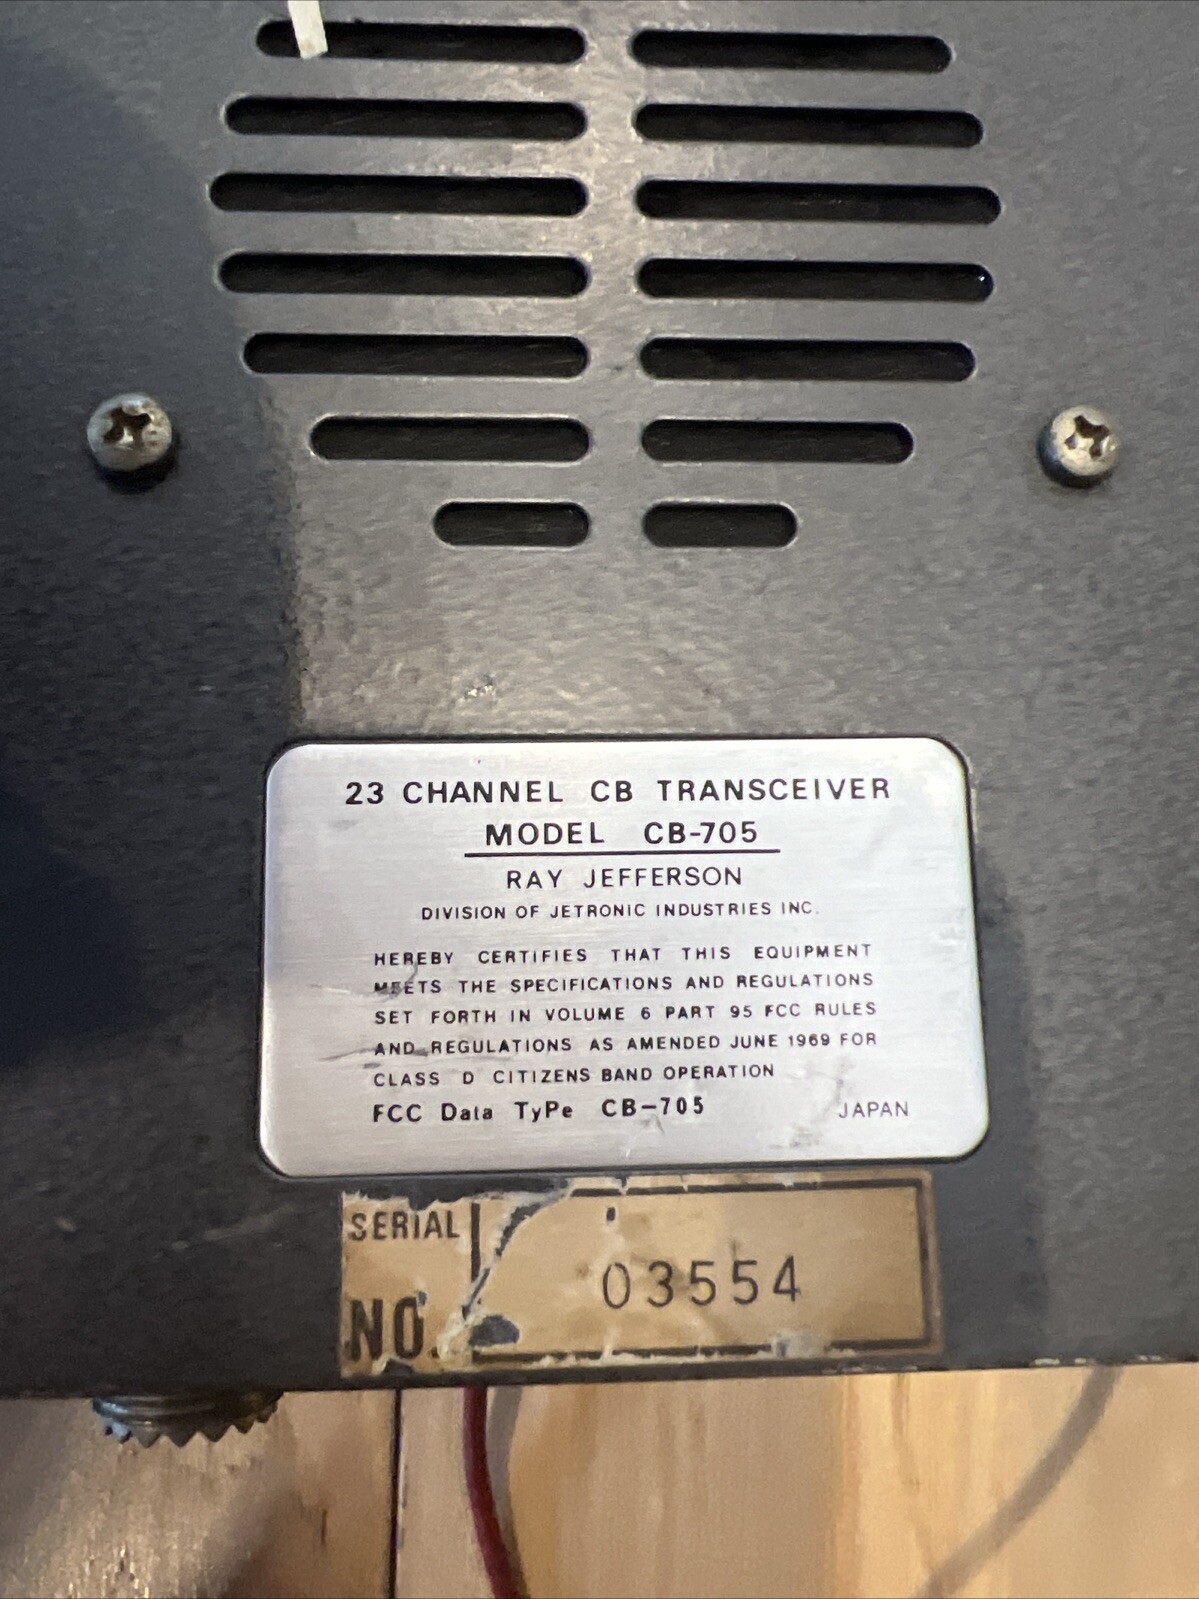 23 CHANNEL CB TRANSCEIVER
MODEL CB-705
RAY JEFFERSON
DIVISION OF JETRONIC INDUSTRIES INC.
HEREBY CERTIFIES THAT THIS EQUIPMENT
MEETS THE SPECIFICATIONS AND REGULATIONS
SET FORTH IN VOLUME 6 PART 95 FCC RULES
AND REGULATIONS AS AMENDED JUNE 1969 FOR
CLASS D CITIZENS BAND OPERATION
FCC Data TyPe CB-705 JAPAN
SERIAL
NO. 03554